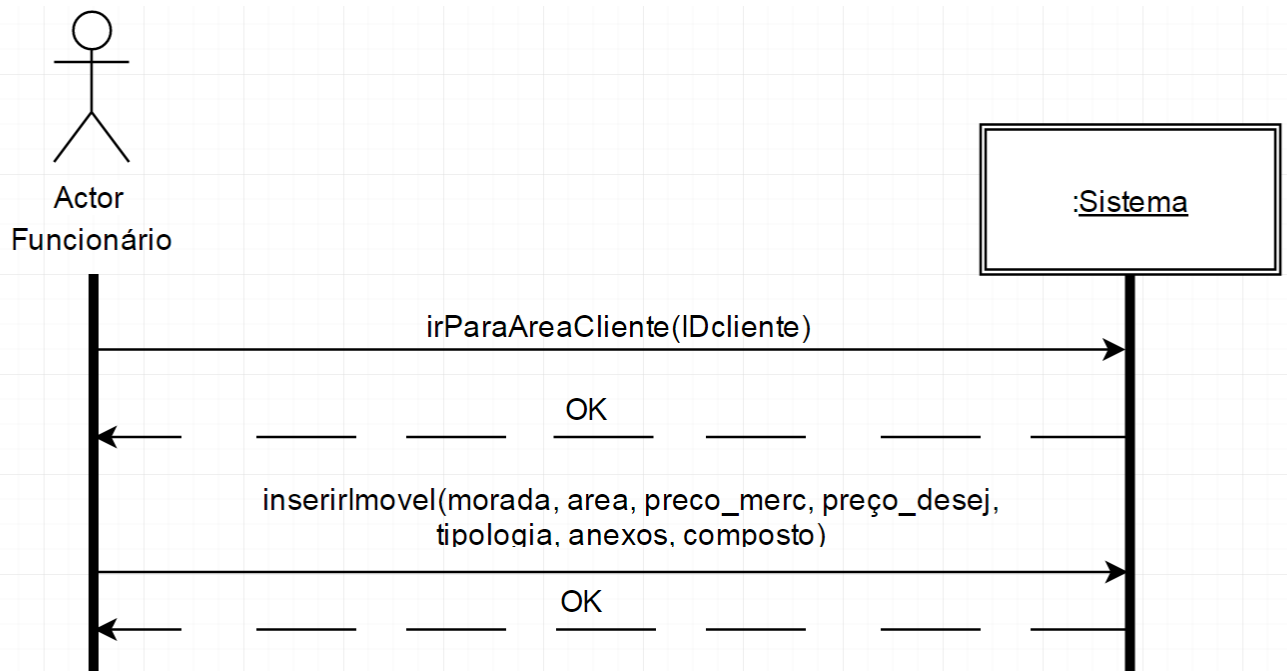 Actor
Funcionário
:Sistema
irParaAreaCliente(IDcliente)
OK
inserirImovel(morada, area, preco_merc, preço_desej,
tipologia, anexos, composto)
OK